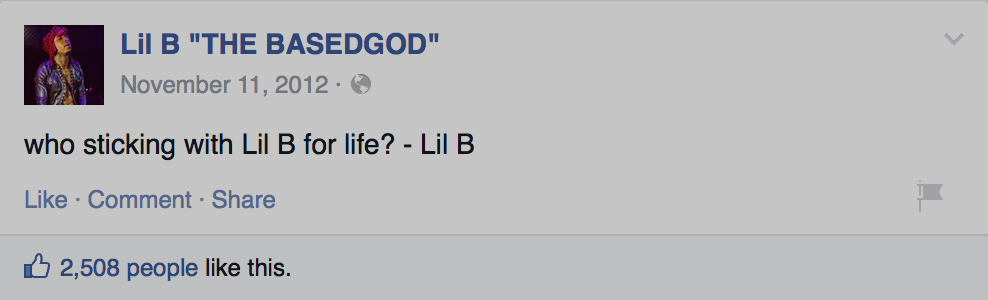 Lil B "THE BASEDGOD"
November 11, 2012 ·
who sticking with Lil B for life? - Lil B
Like · Comment · Share
2,508 people like this.